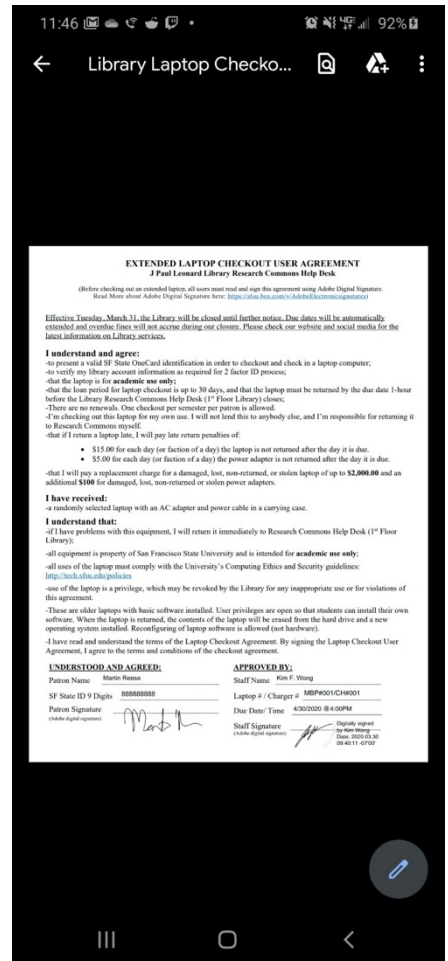 11:46
92%
Library Laptop Checko...
EXTENDED LAPTOP CHECKOUT USER AGREEMENT
J Paul Leonard Library Research Commons Help Desk
(Before checking out an extended laptop, all users must read and sign this agreement using Adobe Digital Signature.
Read More about Adobe Digital Signature here: https://sfsu.box.com/v/AdobeElectronicsignatures)
Effective Tuesday, March 31, the Library will be closed until further notice. Due dates will be automatically
extended and overdue fines will not accrue during our closure. Please check our website and social media for the
latest information on Library services.
I understand and agree:
-to present a valid SF State OneCard identification in order to checkout and check in a laptop computer;
-to verify my library account information as required for 2 factor ID process;
-that the laptop is for academic use only;
-that the loan period for laptop checkout is up to 30 days, and that the laptop must be returned by the due date 1-hour
before the Library Research Commons Help Desk (1st Floor Library) closes;
-There are no renewals. One checkout per semester per patron is allowed.
-I'm checking out this laptop for my own use. I will not lend this to anybody else, and I'm responsible for returning it
to Research Commons myself.
-that if I return a laptop late, I will pay late return penalties of:
• $15.00 for each day (or faction of a day) the laptop is not returned after the day it is due.
• $5.00 for each day (or faction of a day) the power adapter is not returned after the day it is due.
-that I will pay a replacement charge for a damaged, lost, non-returned, or stolen laptop of up to $2,000.00 and an
additional $100 for damaged, lost, non-returned or stolen power adapters.
I have received:
-a randomly selected laptop with an AC adapter and power cable in a carrying case.
I understand that:
-if I have problems with this equipment, I will return it immediately to Research Commons Help Desk (1st Floor
Library);
-all equipment is property of San Francisco State University and is intended for academic use only;
-all uses of the laptop must comply with the University's Computing Ethics and Security guidelines:
http://tech.sfsu.edu/policies
-use of the laptop is a privilege, which may be revoked by the Library for any inappropriate use or for violations of
this agreement.
-These are older laptops with basic software installed. User privileges are open so that students can install their own
software. When the laptop is returned, the contents of the laptop will be erased from the hard drive and a new
operating system installed. Reconfiguring of laptop software is allowed (not hardware).
-I have read and understand the terms of the Laptop Checkout Agreement. By signing the Laptop Checkout User
Agreement, I agree to the terms and conditions of the checkout agreement.
UNDERSTOOD AND AGREED:
Patron Name Martin Reese
SF State ID 9 Digits 888888888
Patron Signature
(Adobe digital signature)
APPROVED BY:
Staff Name Kim F. Wong
Laptop # / Charger # MBP#001/CH#001
Due Date/ Time 4/30/2020 @4:00PM
Staff Signature
(Adobe digital signature)
Digitally signed
by Kim Wong
Date: 2020.03.30
09:40:11 -07'00'